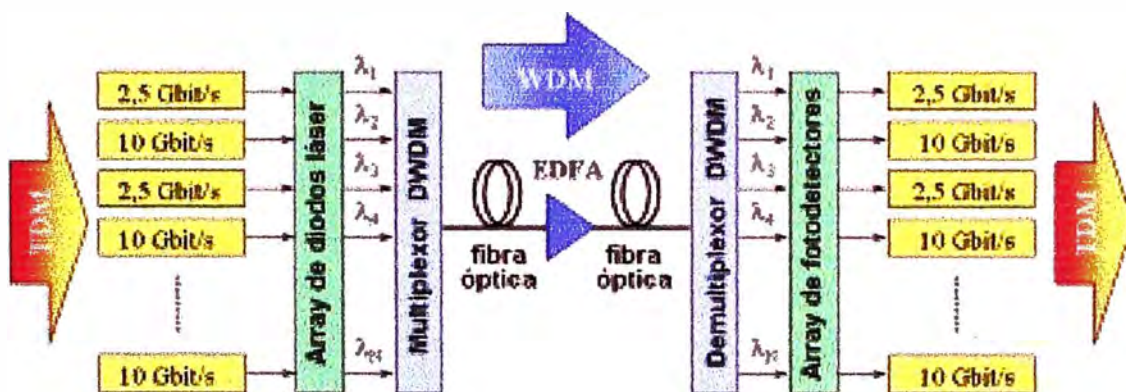 TDM
2,5 Gbit/s
10 Gbit/s
2,5 Gbit/s
10 Gbit/s
10 Gbit/s
Array de diodos láser
λ1
λ2
λ3
λ4
Multiplexor DWDM
WDM
EDFA
fibra
óptica
fibra
óptica
Demultiplexor DWDM
λ1
λ2
λ3
λ4
Array de fotodetectores
2,5 Gbit/s
10 Gbit/s
2,5 Gbit/s
10 Gbit/s
10 Gbit/s
TDM